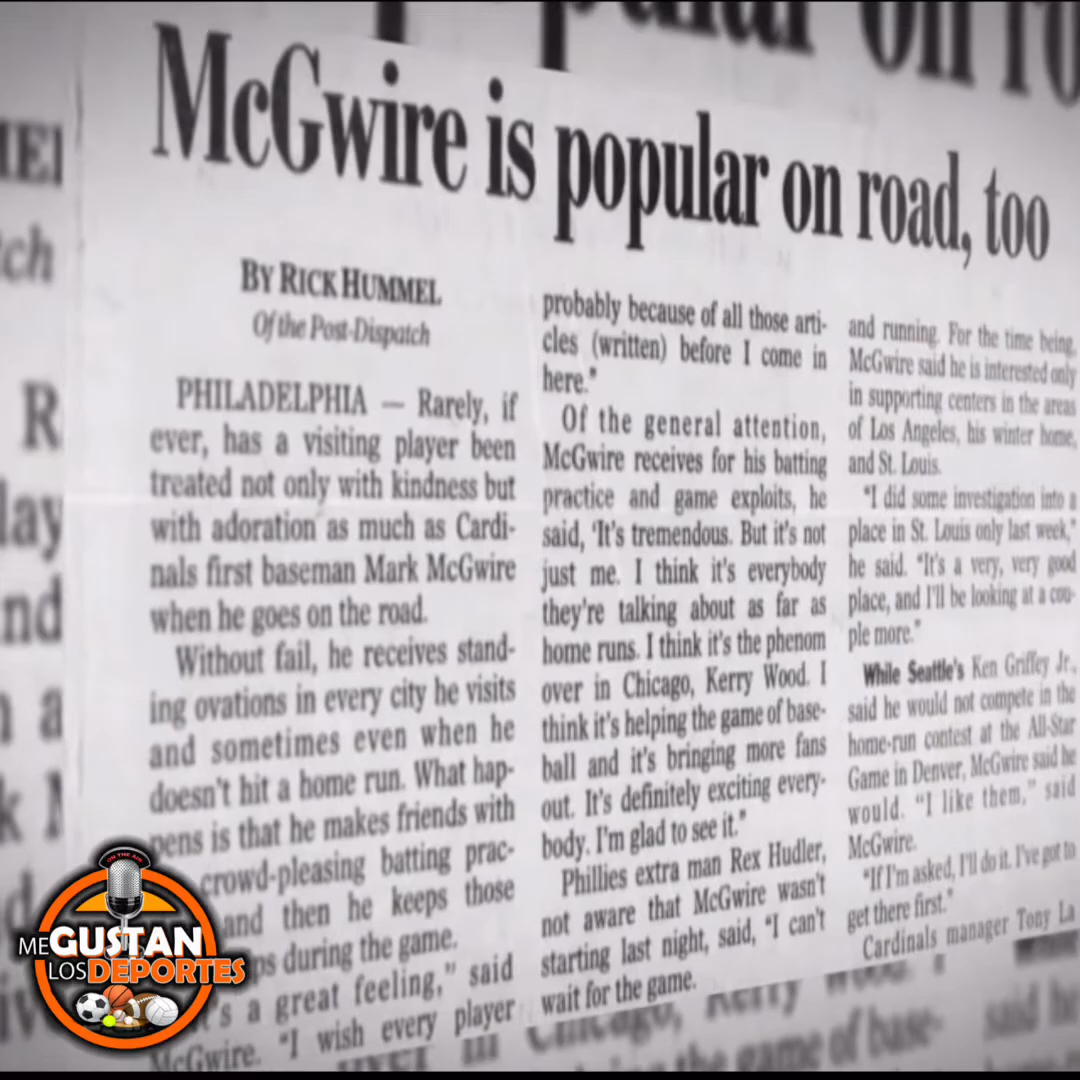 McGwire is popular on road, too
BY RICK HUMMEL
Of the Post-Dispatch
PHILADELPHIA — Rarely, if
ever, has a visiting player been
treated not only with kindness but
with adoration as much as Cardi-
nals first baseman Mark McGwire
when he goes on the road.
Without fail, he receives stand-
ing ovations in every city he visits
and sometimes even when he
doesn't hit a home run. What hap-
pens is that he makes friends with
crowd-pleasing batting prac-
and then he keeps those
during the game.
a great feeling," said
McGwire. "I wish every player
probably because of all those arti-
cles (written) before I come in
here."
Of the general attention,
McGwire receives for his batting
practice and game exploits, he
said, "It's tremendous. But it's not
just me. I think it's everybody
they're talking about as far as
home runs. I think it's the phenom
over in Chicago, Kerry Wood. I
think it's helping the game of base-
ball and it's bringing more fans
out. It's definitely exciting every-
body. I'm glad to see it."
Phillies extra man Rex Hudler,
not aware that McGwire wasn't
starting last night, said, "I can't
wait for the game.
and running. For the time being,
McGwire said he is interested only
in supporting centers in the areas
of Los Angeles, his winter home,
and St. Louis.
"I did some investigation into a
place in St. Louis only last week,"
he said. "It's a very, very good
place, and I'll be looking at a cou-
ple more."
While Seattle's Ken Griffey Jr.
said he would not compete in the
home-run contest at the All-Star
Game in Denver, McGwire said he
would. "I like them," said
McGwire.
"If I'm asked, I'll do it. I've got to
get there first."
Cardinals manager Tony La
ON THE AIR
ME GUSTAN
LOS DEPORTES